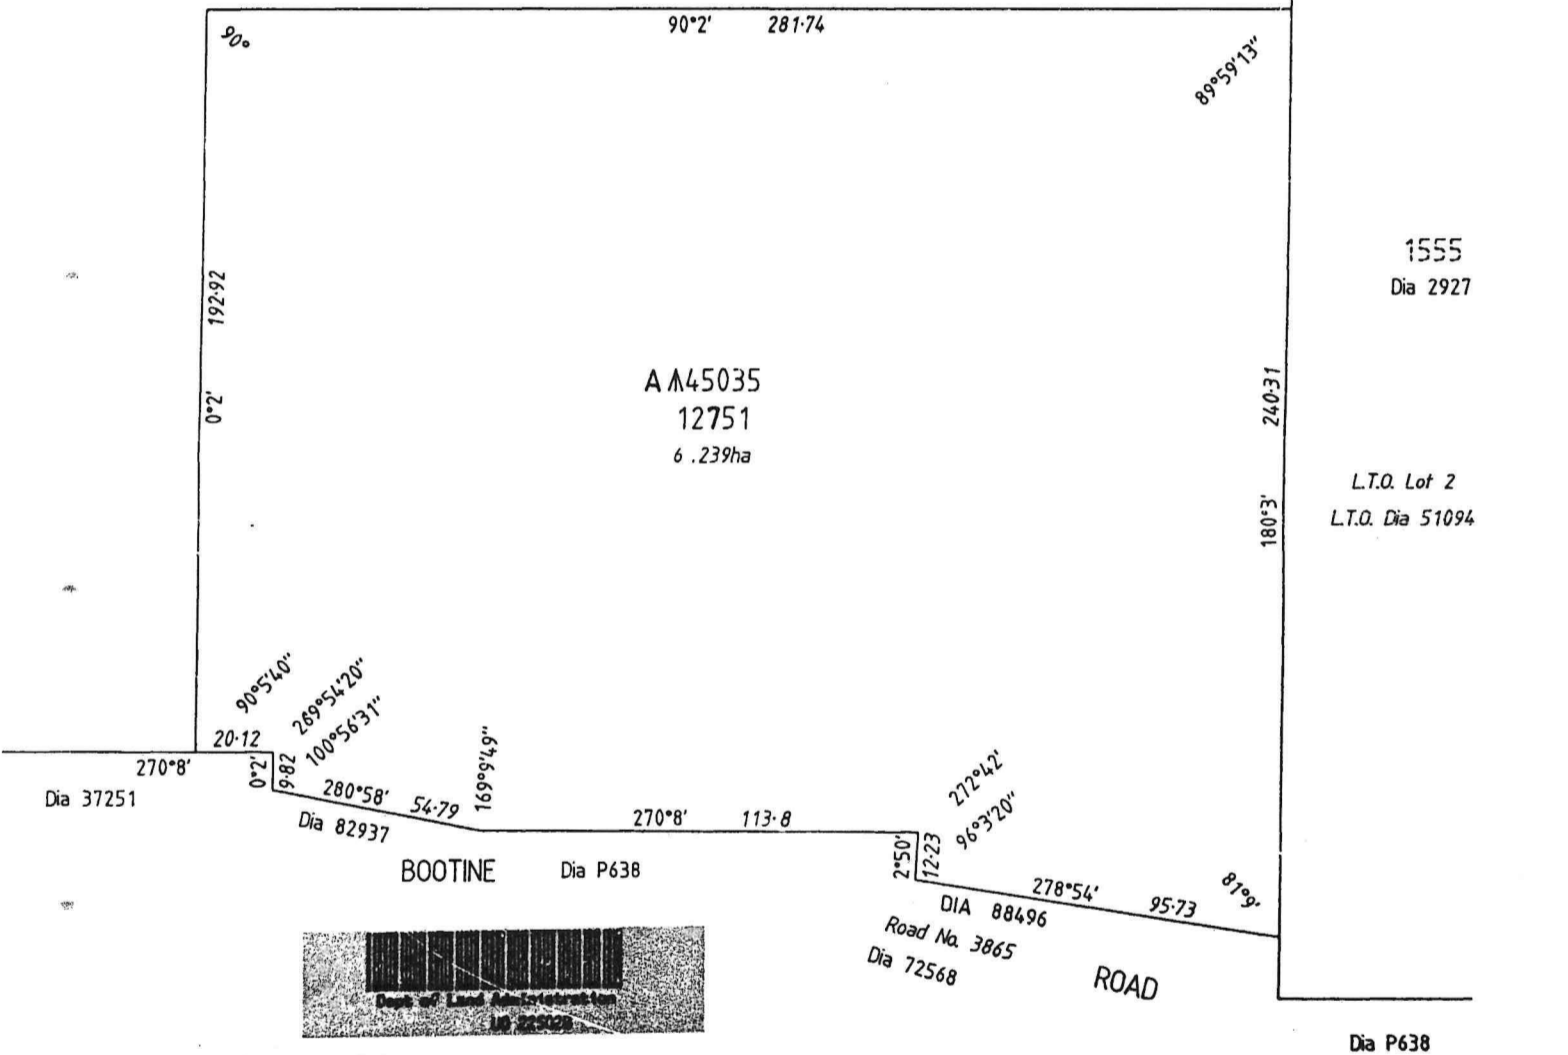 90°2' 281·74
90°
89°59'13"
192·92
0°2'
1555
Dia 2927
A A45035
12751
6 .239ha
240·31
180°3'
L.T.O. Lot 2
L.T.O. Dia 51094
90°5'40"
269°54'20"
100°56'31"
20·12
270°8'
0°2'
9·82
280°58' 54·79
169°9'49"
Dia 37251
Dia 82937
270°8' 113·8
272°42'
96°3'20"
2°50'
12·23
BOOTINE Dia P638
278°54' 95·73
81°9'
DIA 88496
Road No. 3865
Dia 72568
ROAD
Dept of Land Administration
Dia P638